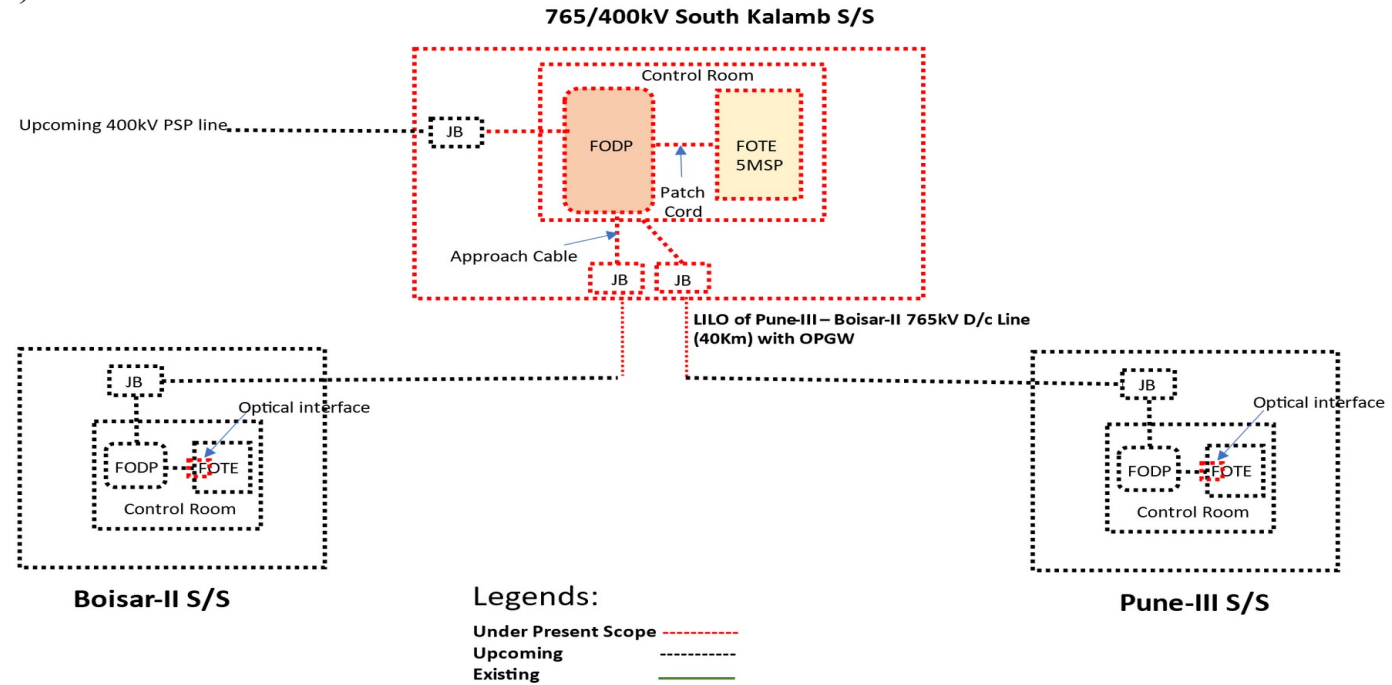 )
765/400kV South Kalamb S/S
Control Room
Upcoming 400kV PSP line
JB
FODP
FOTE
5MSP
Patch
Cord
Approach Cable
JB
JB
LILO of Pune-III – Boisar-II 765kV D/c Line
(40Km) with OPGW
JB
Optical interface
FODP
FOTE
Control Room
Boisar-II S/S
JB
Optical interface
FODP
FOTE
Control Room
Pune-III S/S
Legends:
Under Present Scope
Upcoming
Existing